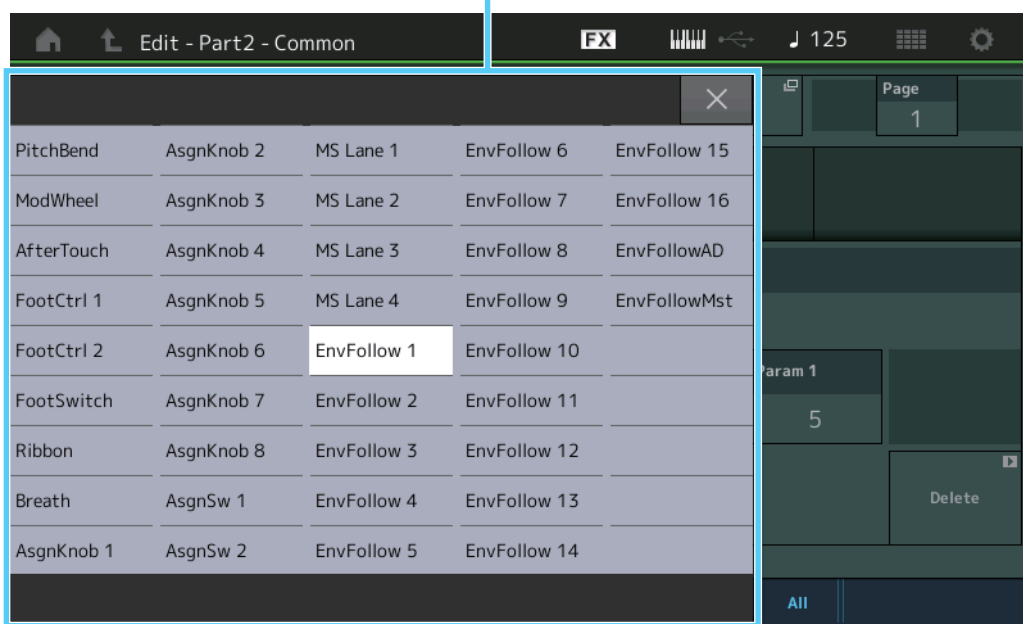 Edit - Part2 - Common FX 125
Page
1
PitchBend AsgnKnob 2 MS Lane 1 EnvFollow 6 EnvFollow 15
ModWheel AsgnKnob 3 MS Lane 2 EnvFollow 7 EnvFollow 16
AfterTouch AsgnKnob 4 MS Lane 3 EnvFollow 8 EnvFollowAD
FootCtrl 1 AsgnKnob 5 MS Lane 4 EnvFollow 9 EnvFollowMst
FootCtrl 2 AsgnKnob 6 EnvFollow 1 EnvFollow 10
Param 1
FootSwitch AsgnKnob 7 EnvFollow 2 EnvFollow 11
5
Ribbon AsgnKnob 8 EnvFollow 3 EnvFollow 12
Breath AsgnSw 1 EnvFollow 4 EnvFollow 13
Delete
AsgnKnob 1 AsgnSw 2 EnvFollow 5 EnvFollow 14
All